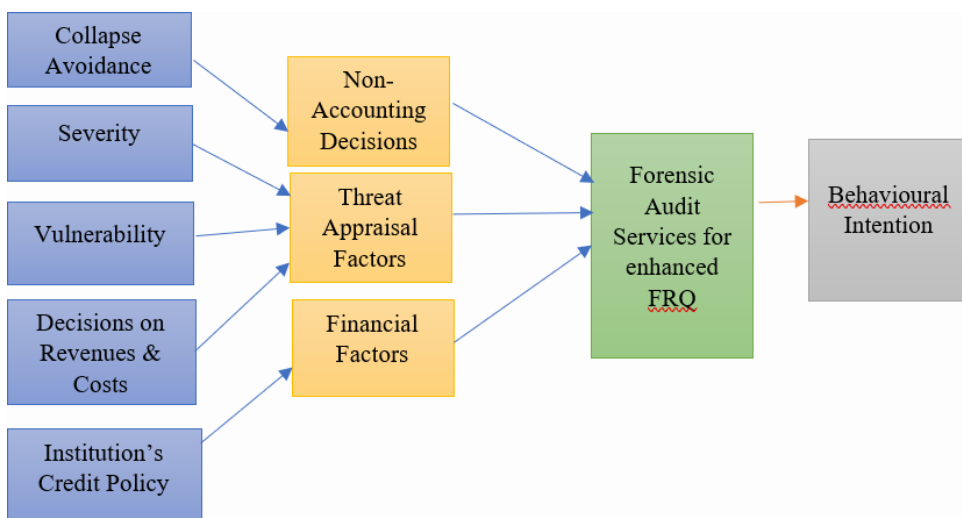 Collapse
Avoidance
Severity
Vulnerability
Decisions on
Revenues &
Costs
Institution’s
Credit Policy
Non-
Accounting
Decisions
Threat
Appraisal
Factors
Financial
Factors
Forensic
Audit
Services for
enhanced
FRQ
Behavioural
Intention